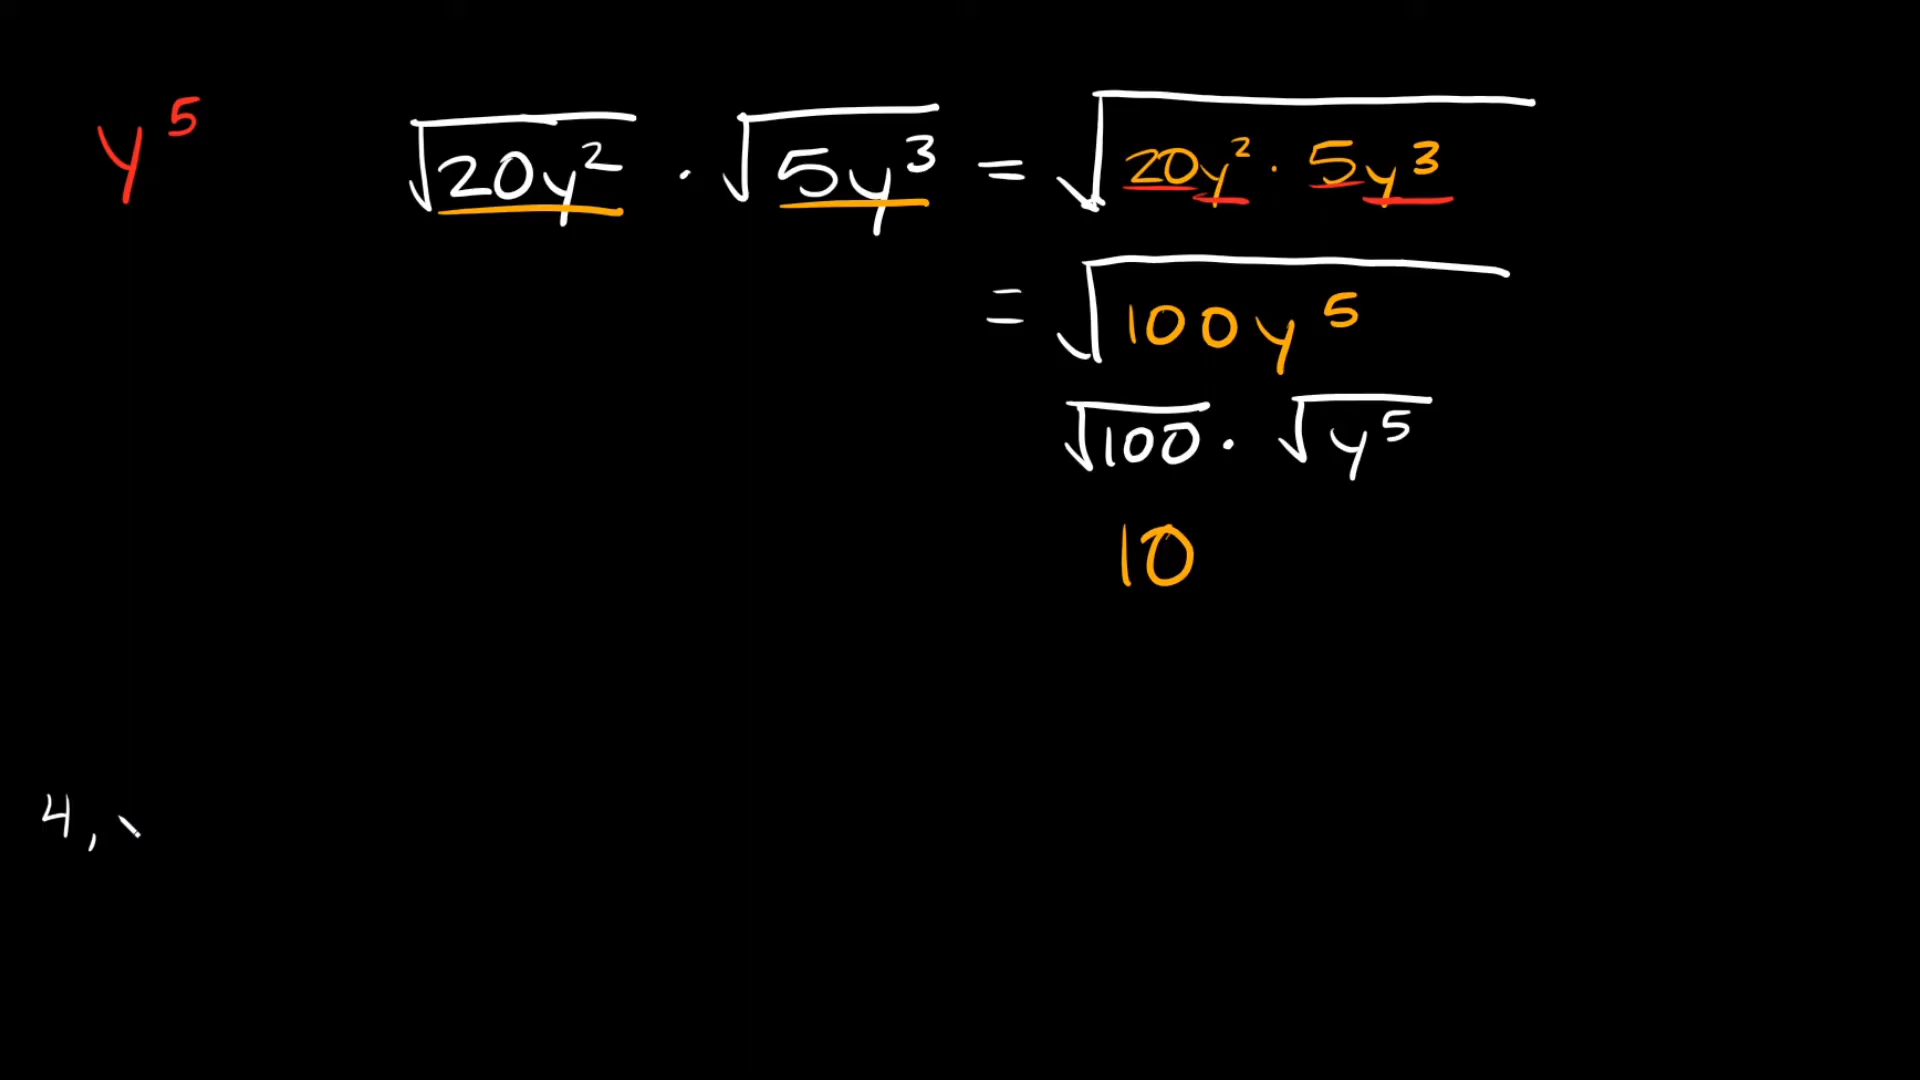 y⁵
√20y² · √5y³ = √20y² · 5y³
= √100y⁵
√100 · √y⁵
10
4,